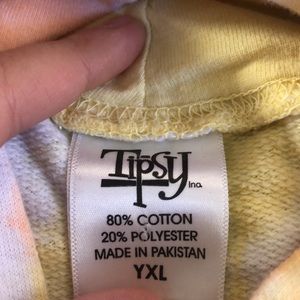 Tipsy Inc.
80% COTTON
20% POLYESTER
MADE IN PAKISTAN
YXL